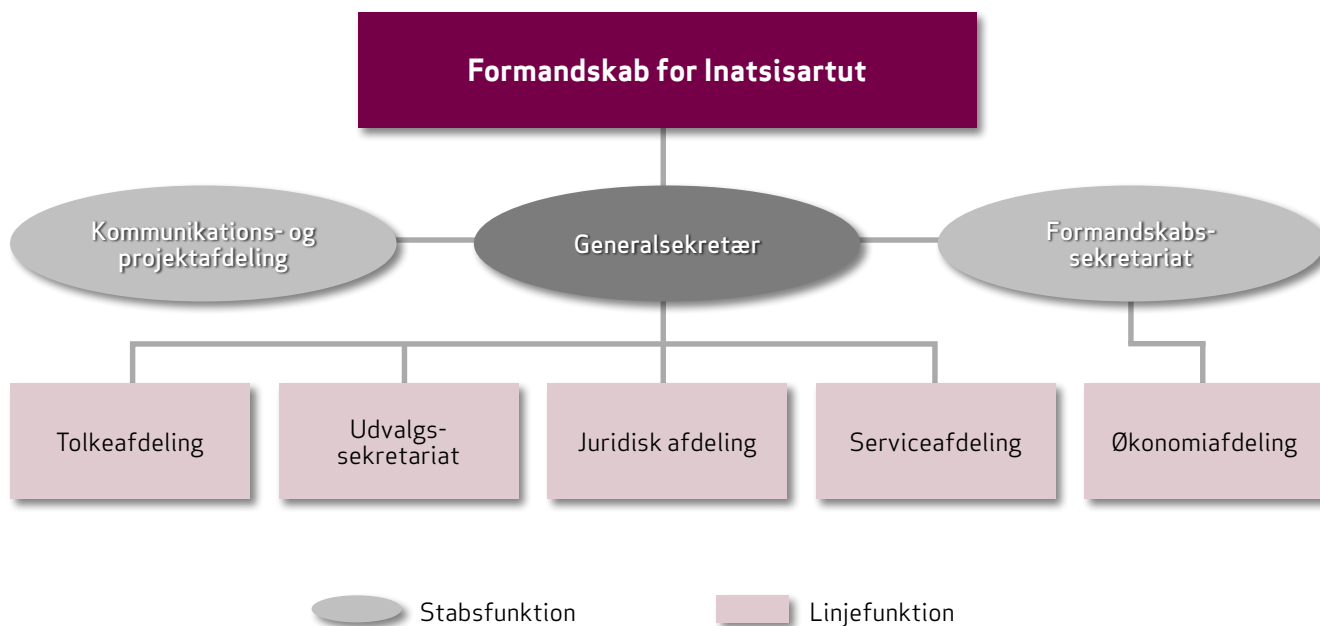 Formandskab for Inatsisartut
Kommunikations- og
projektafdeling
Generalsekretær
Formandskabs-
sekretariat
Tolkeafdeling
Udvalgs-
sekretariat
Juridisk afdeling
Serviceafdeling
Økonomiafdeling
Stabsfunktion
Linjefunktion